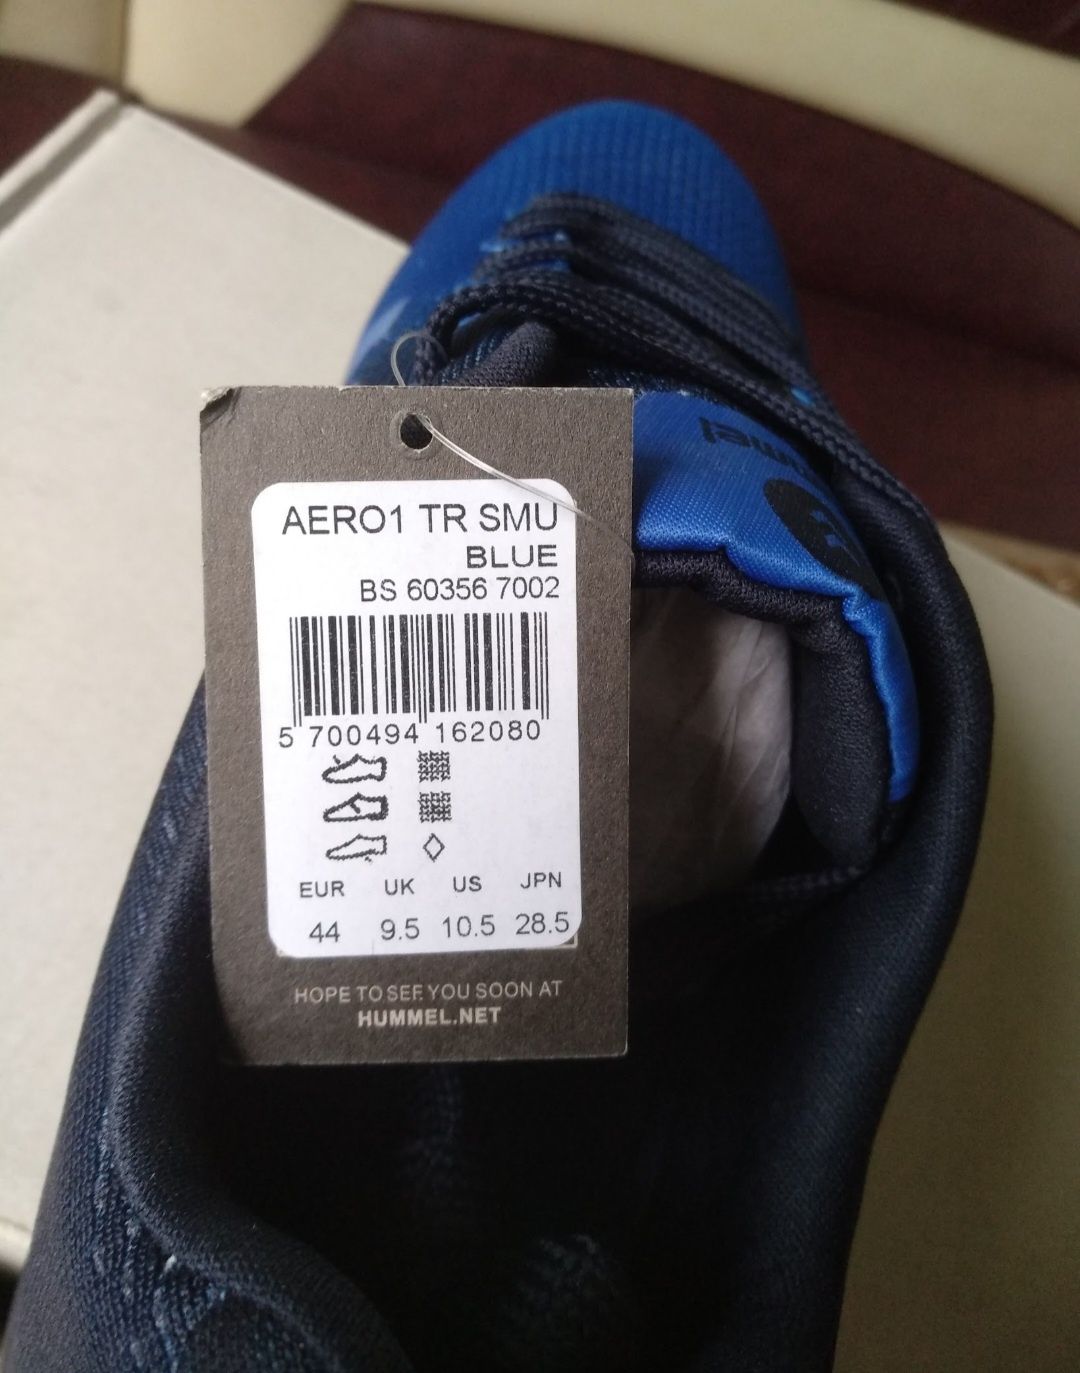 AERO1 TR SMU
BLUE
BS 60356 7002
5 700494 162080
EUR UK US JPN
44 9.5 10.5 28.5
HOPE TO SEE YOU SOON AT
HUMMEL.NET